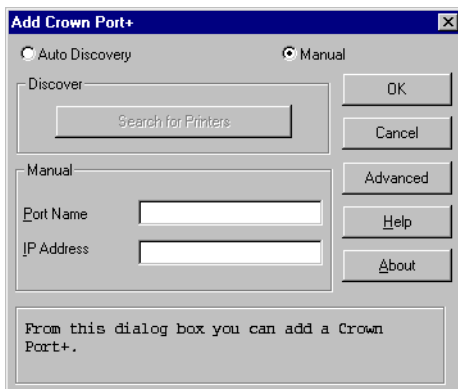 Add Crown Port+
Auto Discovery Manual
Discover
Search for Printers
OK
Cancel
Manual
Advanced
Port Name
Help
IP Address
About
From this dialog box you can add a Crown
Port+.